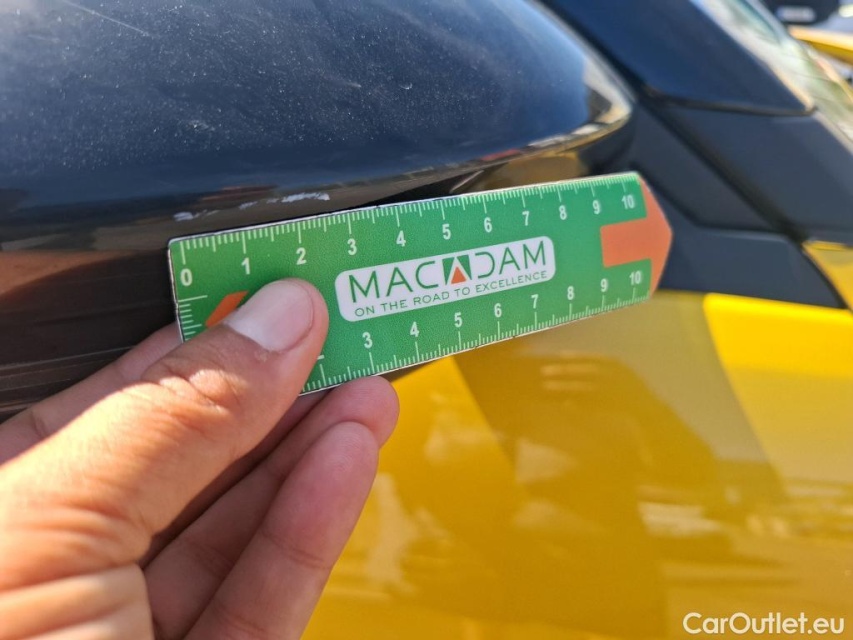 0 1 2 3 4 5 6 7 8 9 10
MACADAM
ON THE ROAD TO EXCELLENCE
3 4 5 6 7 8 9 10
CarOutlet.eu